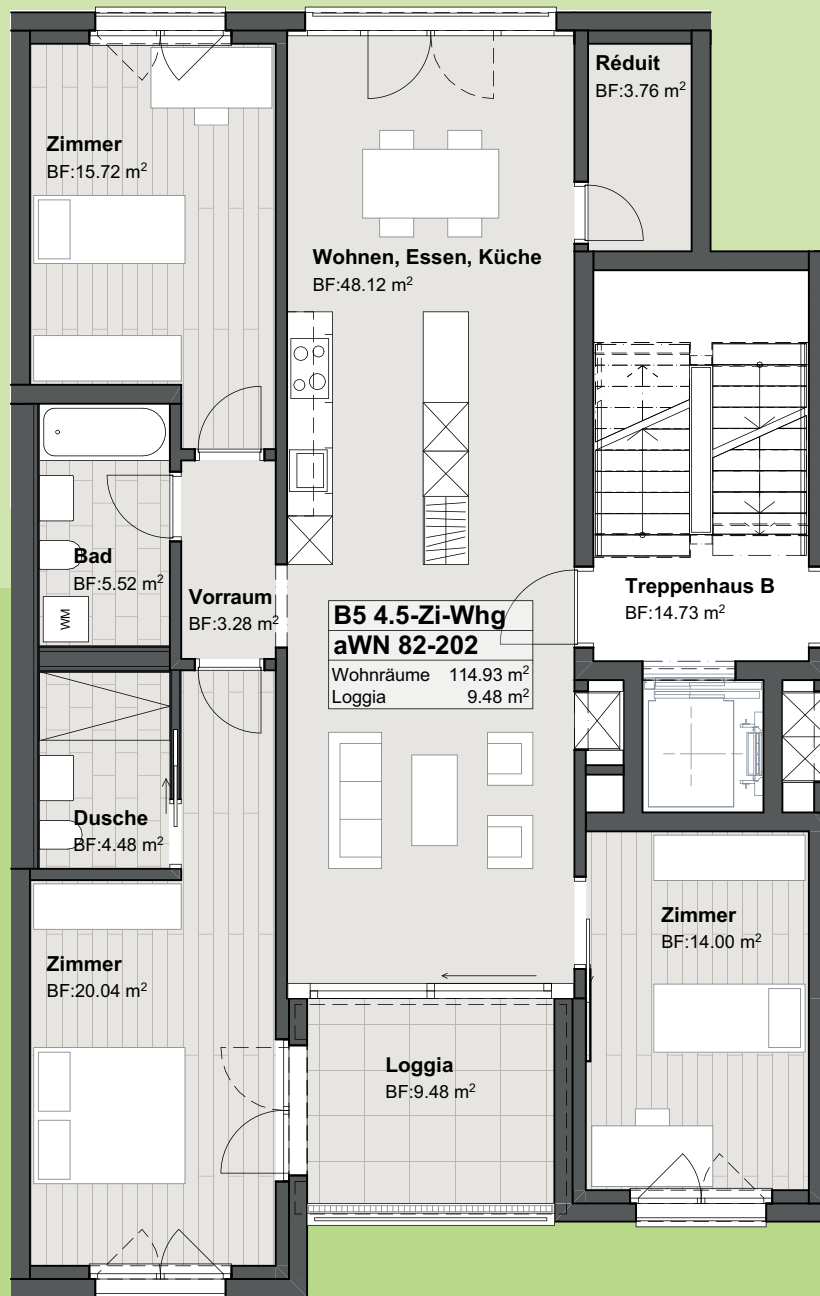 Réduit
BF:3.76 m²
Zimmer
BF:15.72 m²
Wohnen, Essen, Küche
BF:48.12 m²
Bad
BF:5.52 m²
WM
Vorraum
BF:3.28 m²
Treppenhaus B
BF:14.73 m²
B5 4.5-Zi-Whg
aWN 82-202
Wohnräume 114.93 m²
Loggia 9.48 m²
Dusche
BF:4.48 m²
Zimmer
BF:14.00 m²
Zimmer
BF:20.04 m²
Loggia
BF:9.48 m²